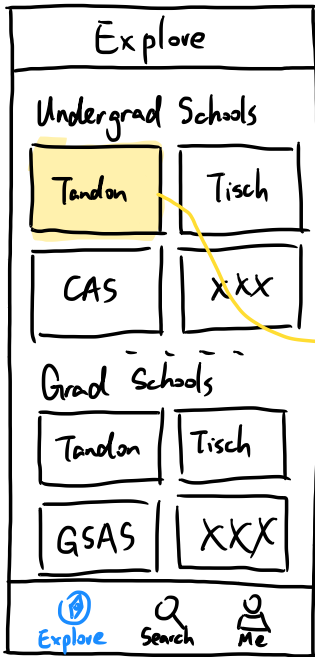 Explore
Undergrad Schools
Tandon Tisch
CAS XXX
Grad Schools
Tandon Tisch
GSAS XXX
Explore Search Me